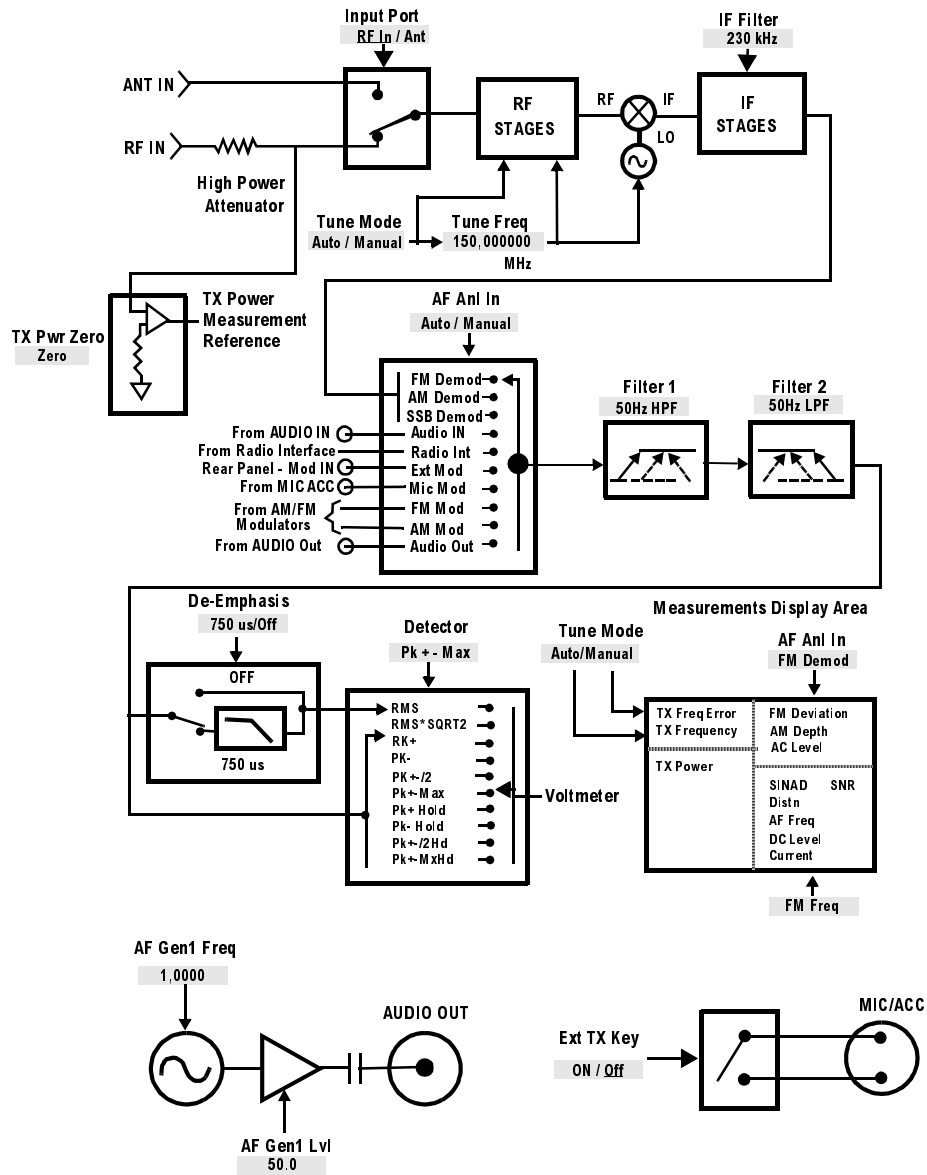 Input Port
RF In / Ant
IF Filter
230 kHz
ANT IN
RF IN
High Power
Attenuator
RF
STAGES
RF
IF
LO
IF
STAGES
Tune Mode
Auto / Manual
Tune Freq
150,000000
MHz
TX Pwr Zero
Zero
TX Power
Measurement
Reference
AF Anl In
Auto / Manual
FM Demod
AM Demod
SSB Demod
From AUDIO IN
Audio IN
From Radio Interface
Radio Int
Rear Panel - Mod IN
Ext Mod
From MIC ACC
Mic Mod
From AM/FM
Modulators
FM Mod
AM Mod
From AUDIO Out
Audio Out
Filter 1
50Hz HPF
Filter 2
50Hz LPF
De-Emphasis
750 us/Off
OFF
750 us
Detector
Pk + - Max
RMS
RMS*SQRT2
RK+
PK-
PK+-/2
Pk+-Max
Pk+ Hold
Pk- Hold
Pk+-/2Hd
Pk+-MxHd
Voltmeter
Measurements Display Area
Tune Mode
Auto/Manual
AF Anl In
FM Demod
TX Freq Error
TX Frequency
TX Power
FM Deviation
AM Depth
AC Level
SINAD SNR
Distn
AF Freq
DC Level
Current
FM Freq
AF Gen1 Freq
1,0000
AUDIO OUT
AF Gen1 Lvl
50.0
Ext TX Key
ON / Off
MIC/ACC